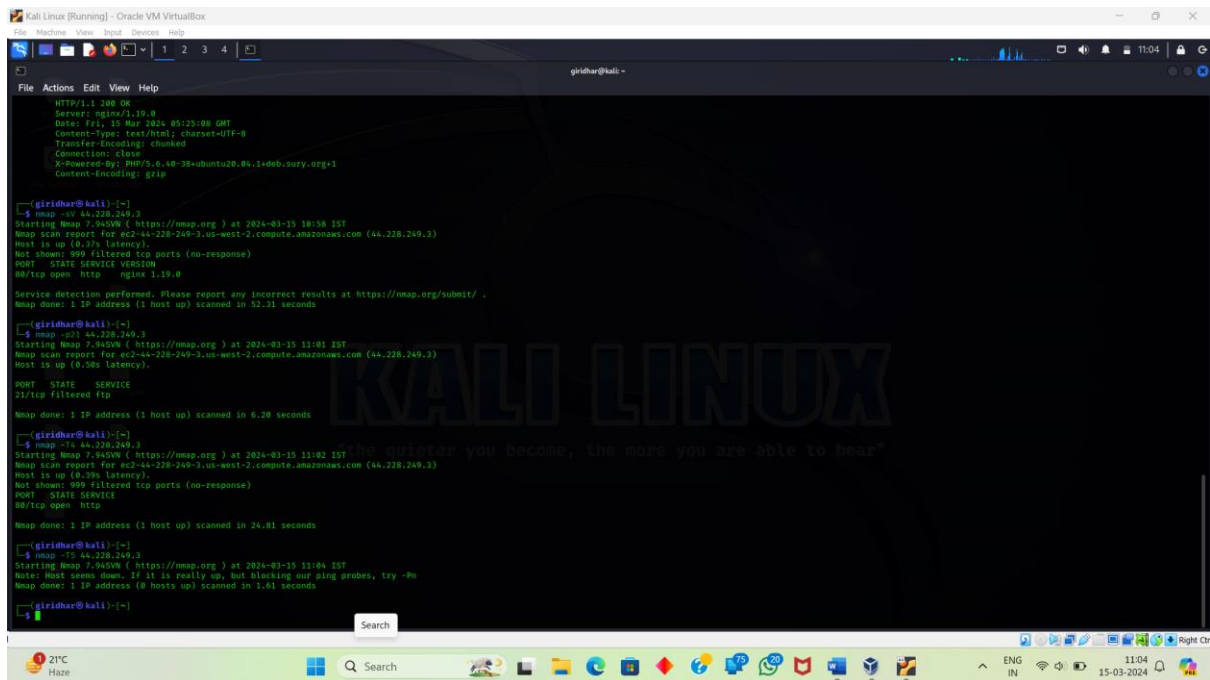 Kali Linux [Running] - Oracle VM VirtualBox
File Machine View Input Devices Help
1 2 3 4
11:04
giridhar@kali: ~
File Actions Edit View Help
HTTP/1.1 200 OK
Server: nginx/1.19.0
Date: Fri, 15 Mar 2024 05:25:08 GMT
Content-Type: text/html; charset=UTF-8
Transfer-Encoding: chunked
Connection: close
X-Powered-By: PHP/5.6.40-38+ubuntu20.04.1+deb.sury.org+1
Content-Encoding: gzip
(giridhar㉿kali)-[~]
$ nmap -sV 44.228.249.3
Starting Nmap 7.94SVN ( https://nmap.org ) at 2024-03-15 10:58 IST
Nmap scan report for ec2-44-228-249-3.us-west-2.compute.amazonaws.com (44.228.249.3)
Host is up (0.37s latency).
Not shown: 999 filtered tcp ports (no-response)
PORT STATE SERVICE VERSION
80/tcp open http nginx 1.19.0
Service detection performed. Please report any incorrect results at https://nmap.org/submit/ .
Nmap done: 1 IP address (1 host up) scanned in 52.31 seconds
(giridhar㉿kali)-[~]
$ nmap -p21 44.228.249.3
Starting Nmap 7.94SVN ( https://nmap.org ) at 2024-03-15 11:01 IST
Nmap scan report for ec2-44-228-249-3.us-west-2.compute.amazonaws.com (44.228.249.3)
Host is up (0.50s latency).
PORT STATE SERVICE
21/tcp filtered ftp
Nmap done: 1 IP address (1 host up) scanned in 6.20 seconds
(giridhar㉿kali)-[~]
$ nmap -T4 44.228.249.3
Starting Nmap 7.94SVN ( https://nmap.org ) at 2024-03-15 11:02 IST
Nmap scan report for ec2-44-228-249-3.us-west-2.compute.amazonaws.com (44.228.249.3)
Host is up (0.39s latency).
Not shown: 999 filtered tcp ports (no-response)
PORT STATE SERVICE
80/tcp open http
Nmap done: 1 IP address (1 host up) scanned in 24.81 seconds
(giridhar㉿kali)-[~]
$ nmap -T5 44.228.249.3
Starting Nmap 7.94SVN ( https://nmap.org ) at 2024-03-15 11:04 IST
Note: Host seems down. If it is really up, but blocking our ping probes, try -Pn
Nmap done: 1 IP address (0 hosts up) scanned in 1.61 seconds
(giridhar㉿kali)-[~]
$
KALI LINUX
"the quieter you become, the more you are able to hear"
Search
Right Ctr
1
21°C
Haze
Search
75
20
ENG
IN
11:04
15-03-2024
PRE